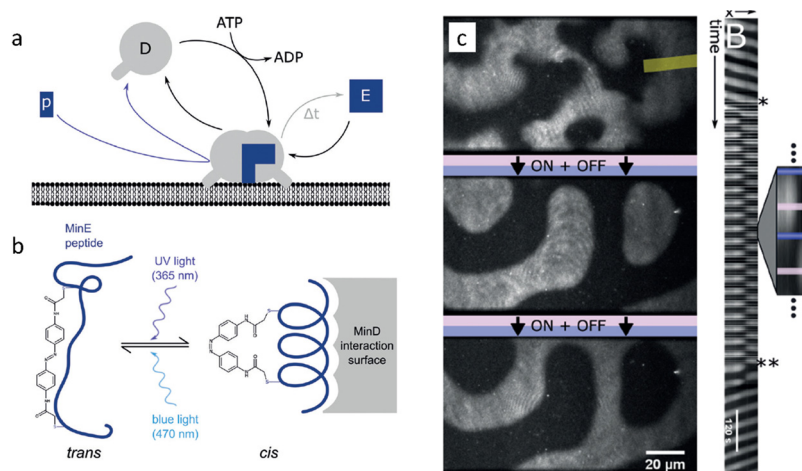 a
D
ATP
ADP
p
Δt
E
b
MinE
peptide
UV light
(365 nm)
blue light
(470 nm)
trans
cis
MinD
interaction
surface
c
ON + OFF
ON + OFF
20 µm
x
B
time
*
**
120 s